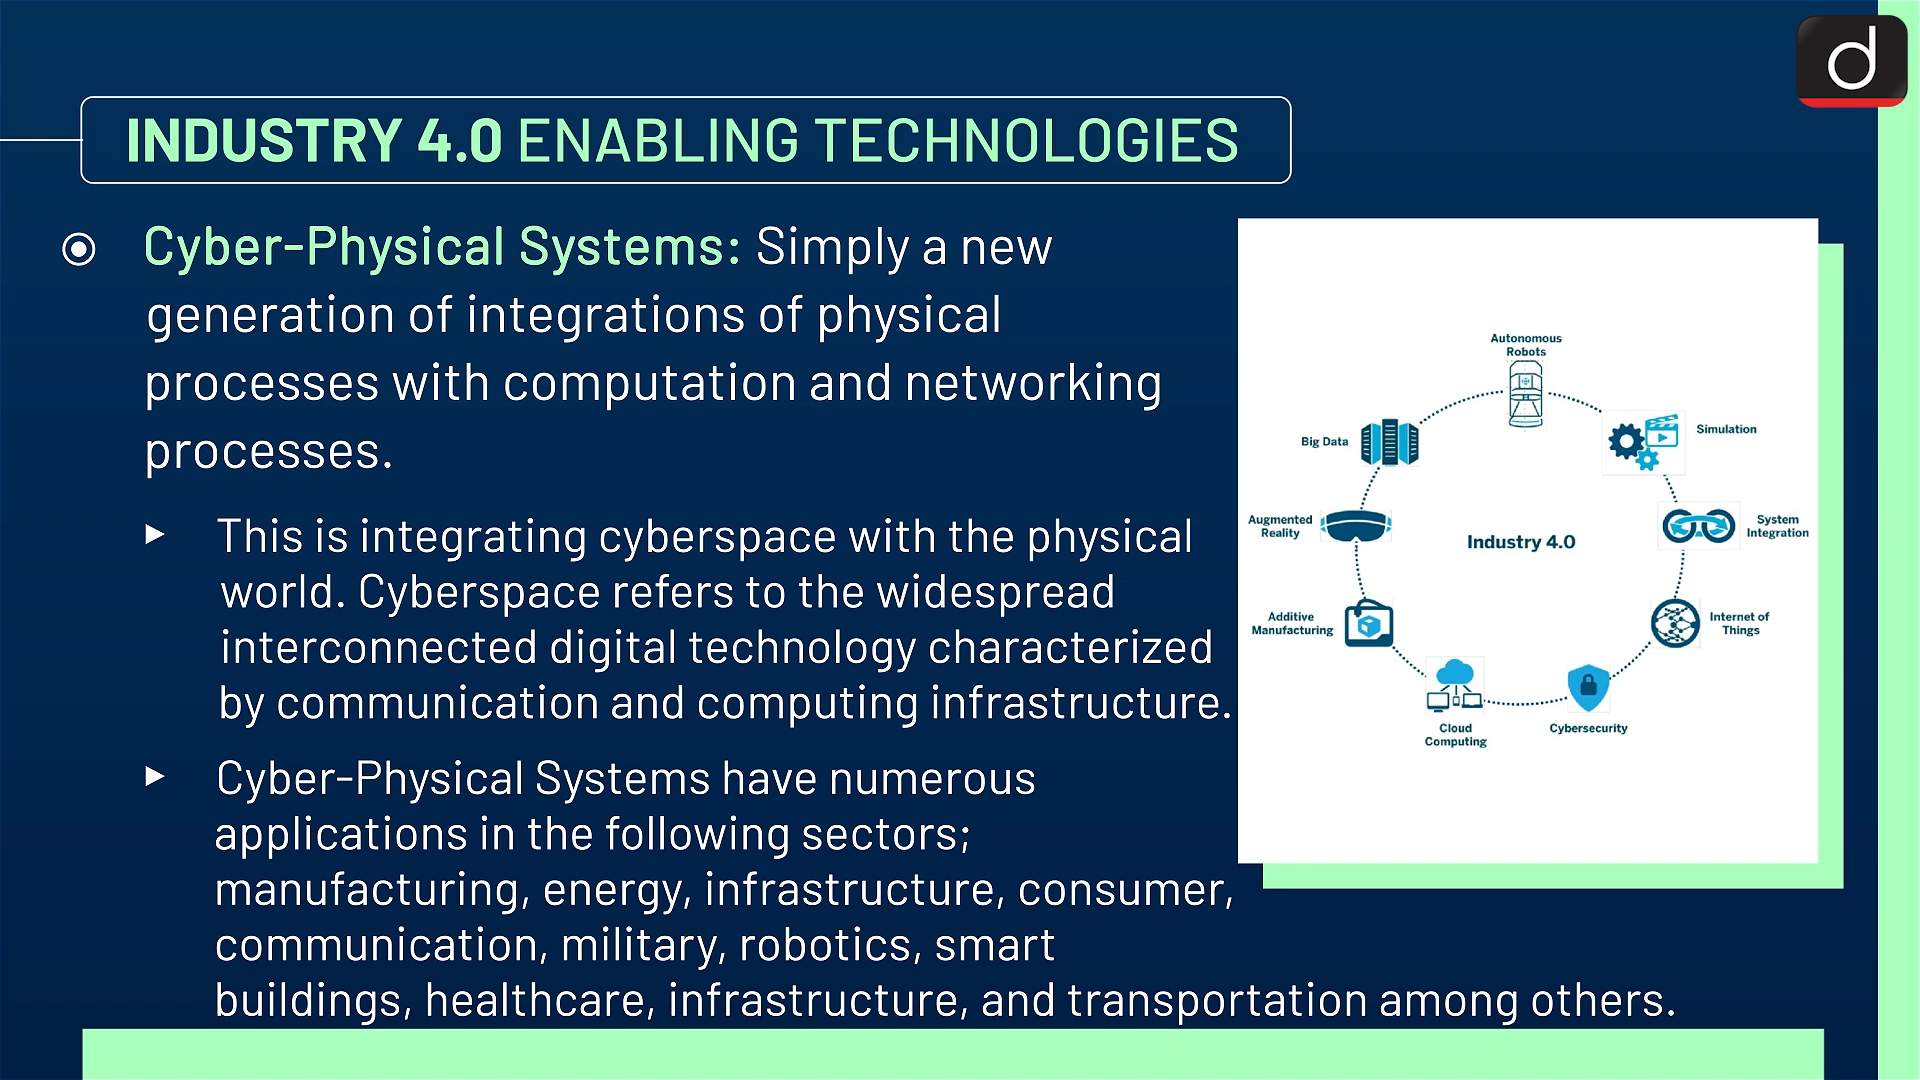 d
INDUSTRY 4.0 ENABLING TECHNOLOGIES
Cyber-Physical Systems: Simply a new
generation of integrations of physical
processes with computation and networking
processes.
This is integrating cyberspace with the physical
world. Cyberspace refers to the widespread
interconnected digital technology characterized
by communication and computing infrastructure.
Cyber-Physical Systems have numerous
applications in the following sectors;
manufacturing, energy, infrastructure, consumer,
communication, military, robotics, smart
buildings, healthcare, infrastructure, and transportation among others.
Autonomous
Robots
Simulation
System
Integration
Internet of
Things
Cybersecurity
Cloud
Computing
Additive
Manufacturing
Augmented
Reality
Big Data
Industry 4.0